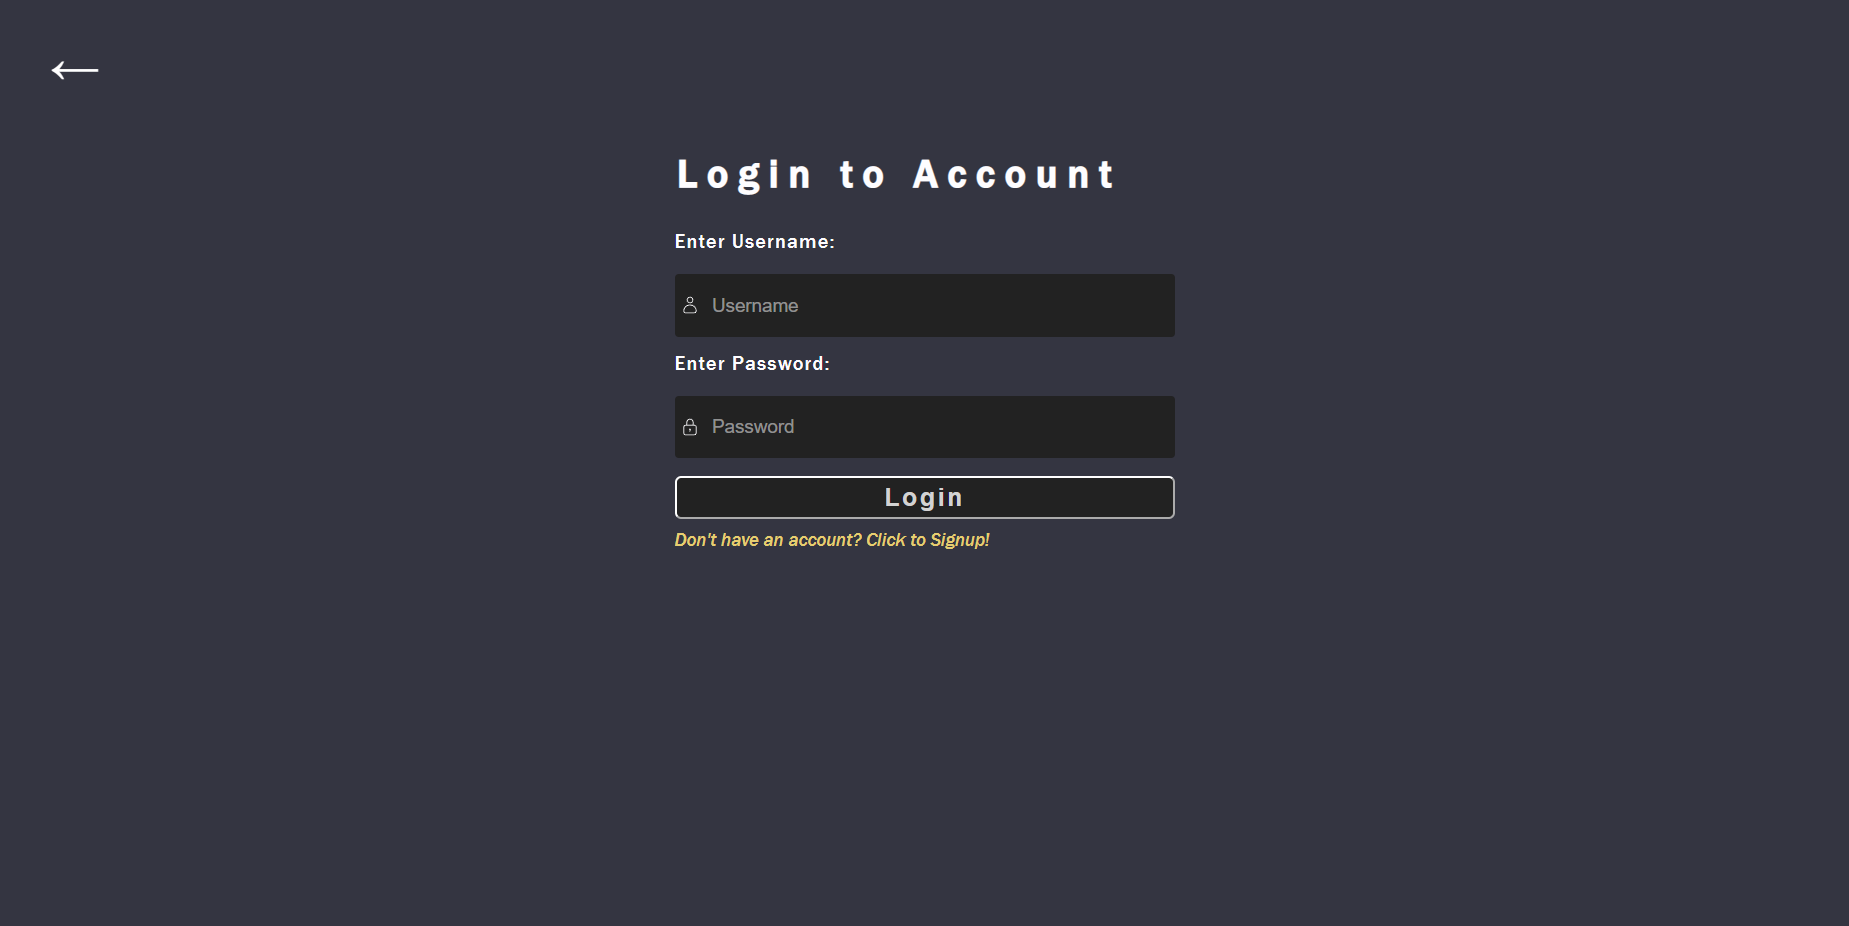 Login to Account
Enter Username:
Username
Enter Password:
Password
Login
Don't have an account? Click to Signup!